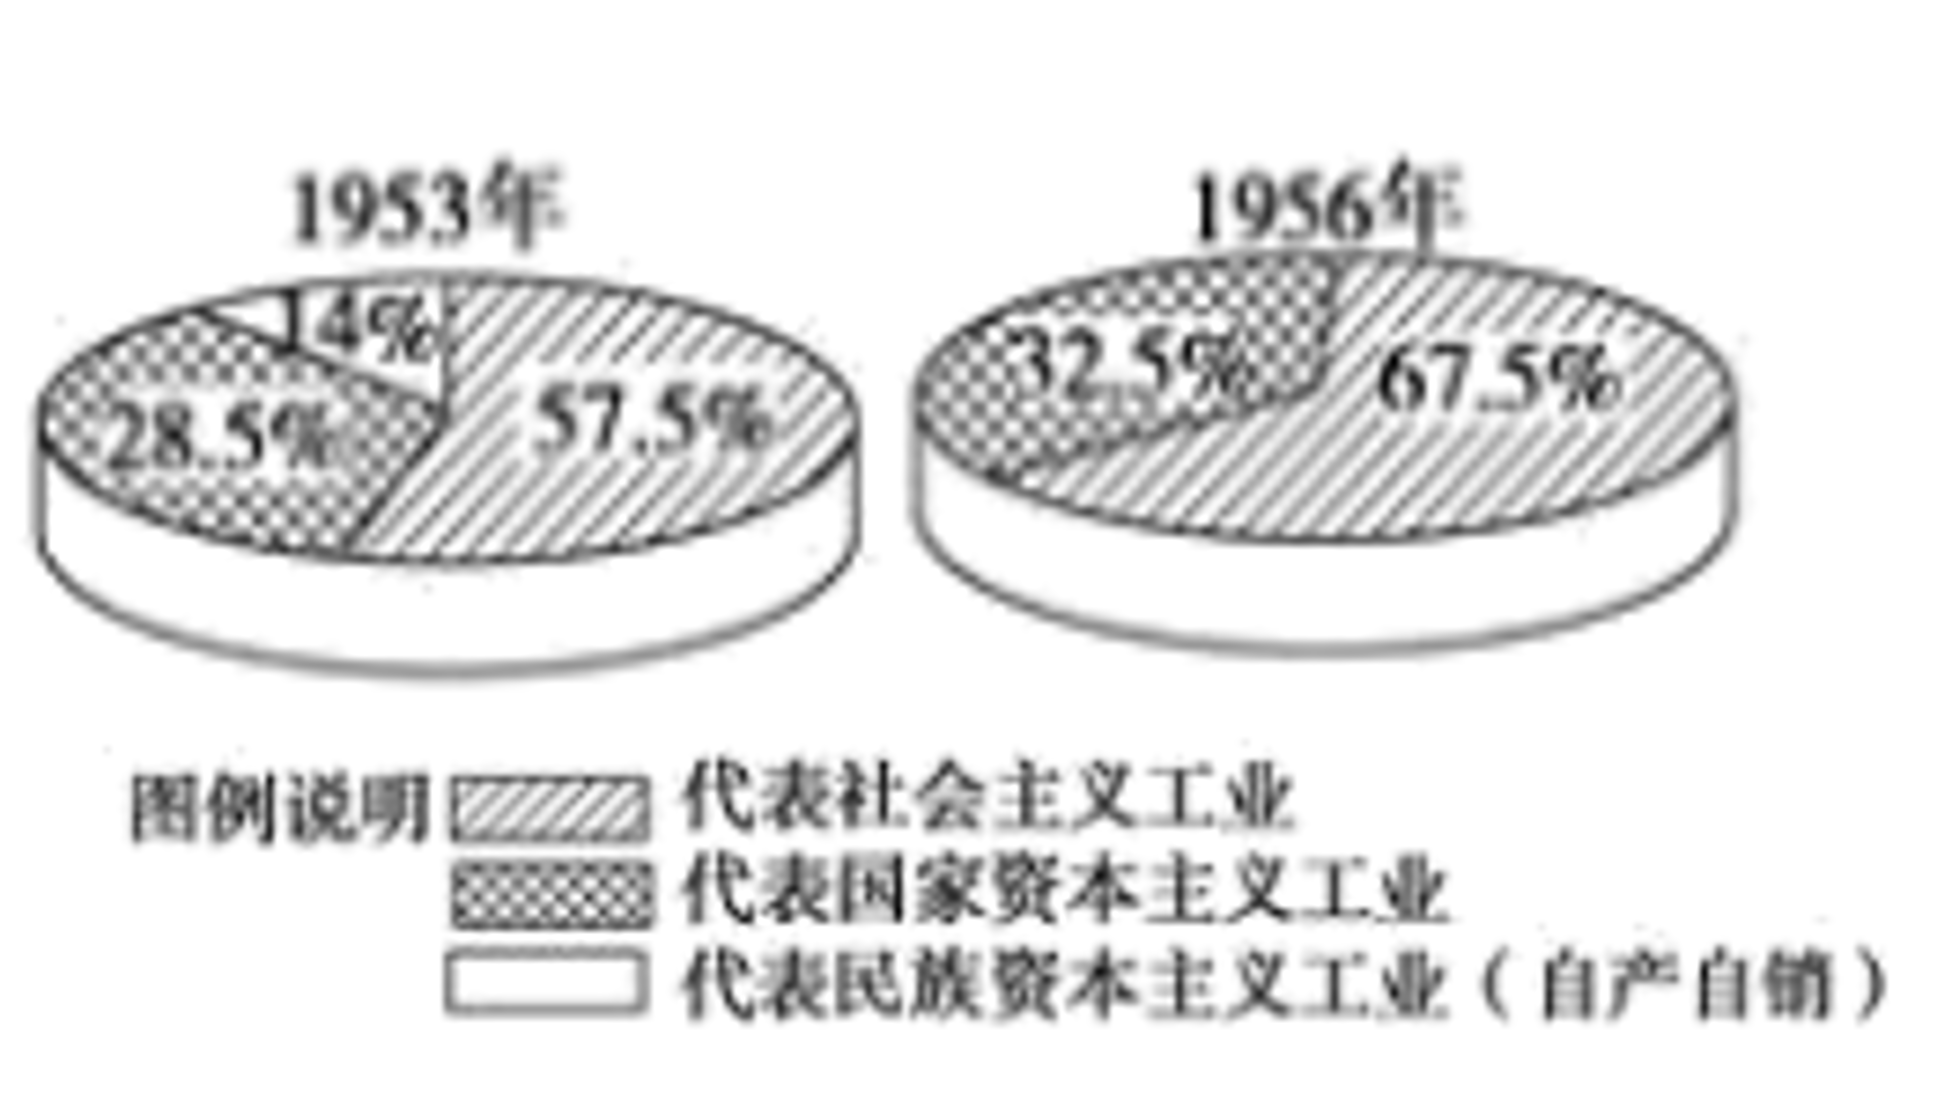 1953年
1956年
14%
28.5%
57.5%
32.5%
67.5%
图例说明
代表社会主义工业
代表国家资本主义工业
代表民族资本主义工业（自产自销）